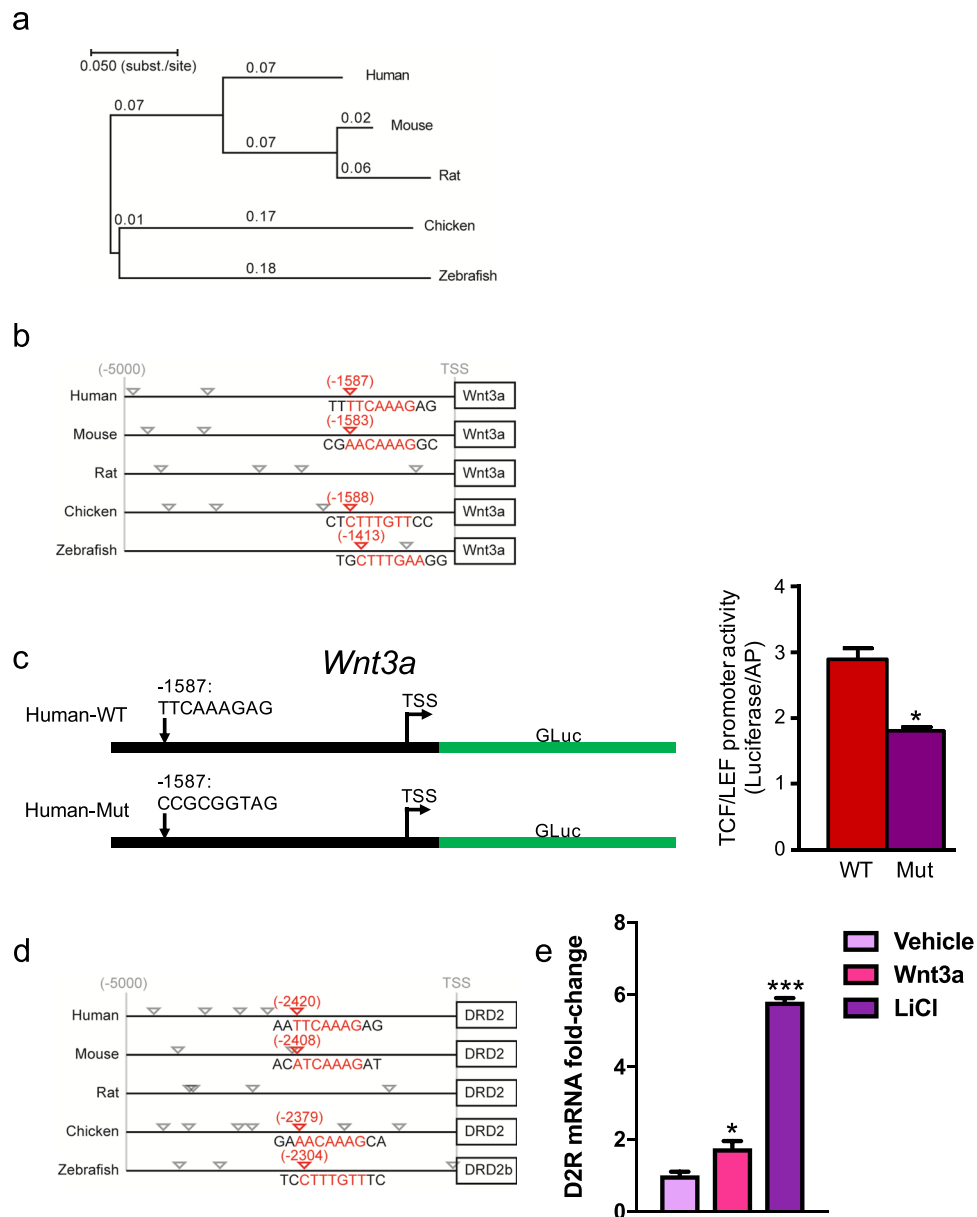 a
0.050 (subst./site)
0.07
Human
0.07
0.02
Mouse
0.07
0.06
Rat
0.01
0.17
Chicken
0.18
Zebrafish
b
(-5000)
TSS
Human
(-1587)
TTTTCAAAGAG
Wnt3a
Mouse
(-1583)
CGAACAAAGGC
Wnt3a
Rat
Wnt3a
Chicken
(-1588)
CTCTTTGTTCC
Wnt3a
Zebrafish
(-1413)
TGCTTTGAAGG
Wnt3a
c
Wnt3a
Human-WT
-1587:
TTCAAAGAG
TSS
GLuc
Human-Mut
-1587:
CCGCGGTAG
TSS
GLuc
TCF/LEF promoter activity
(Luciferase/AP)
4
3
2
1
0
*
WT
Mut
d
(-5000)
TSS
Human
(-2420)
AATTCAAAGAG
DRD2
Mouse
(-2408)
ACATCAAAGAT
DRD2
Rat
DRD2
Chicken
(-2379)
GAAACAAAGCA
DRD2
Zebrafish
(-2304)
TCCTTTGTTTC
DRD2b
e
D2R mRNA fold-change
8
6
4
2
0
*
***
Vehicle
Wnt3a
LiCl